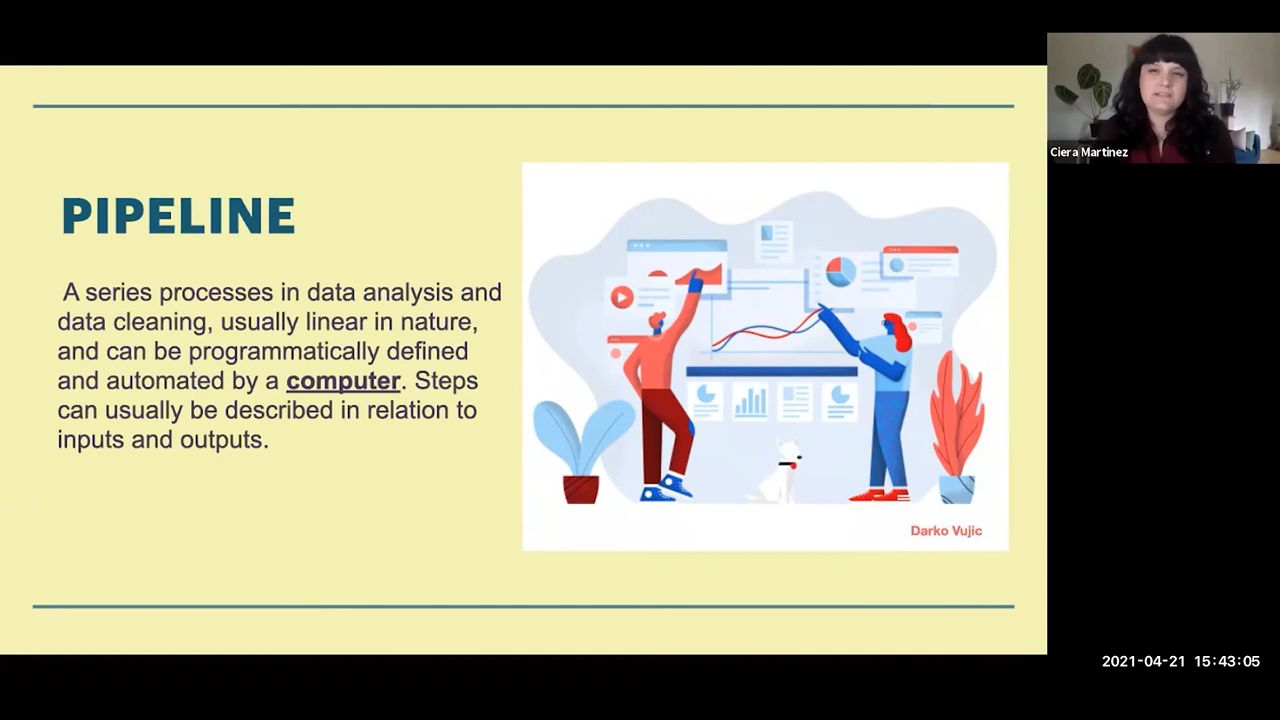 PIPELINE
A series processes in data analysis and
data cleaning, usually linear in nature,
and can be programmatically defined
and automated by a computer. Steps
can usually be described in relation to
inputs and outputs.
Darko Vujic
Ciera Martinez
2021-04-21 15:43:05